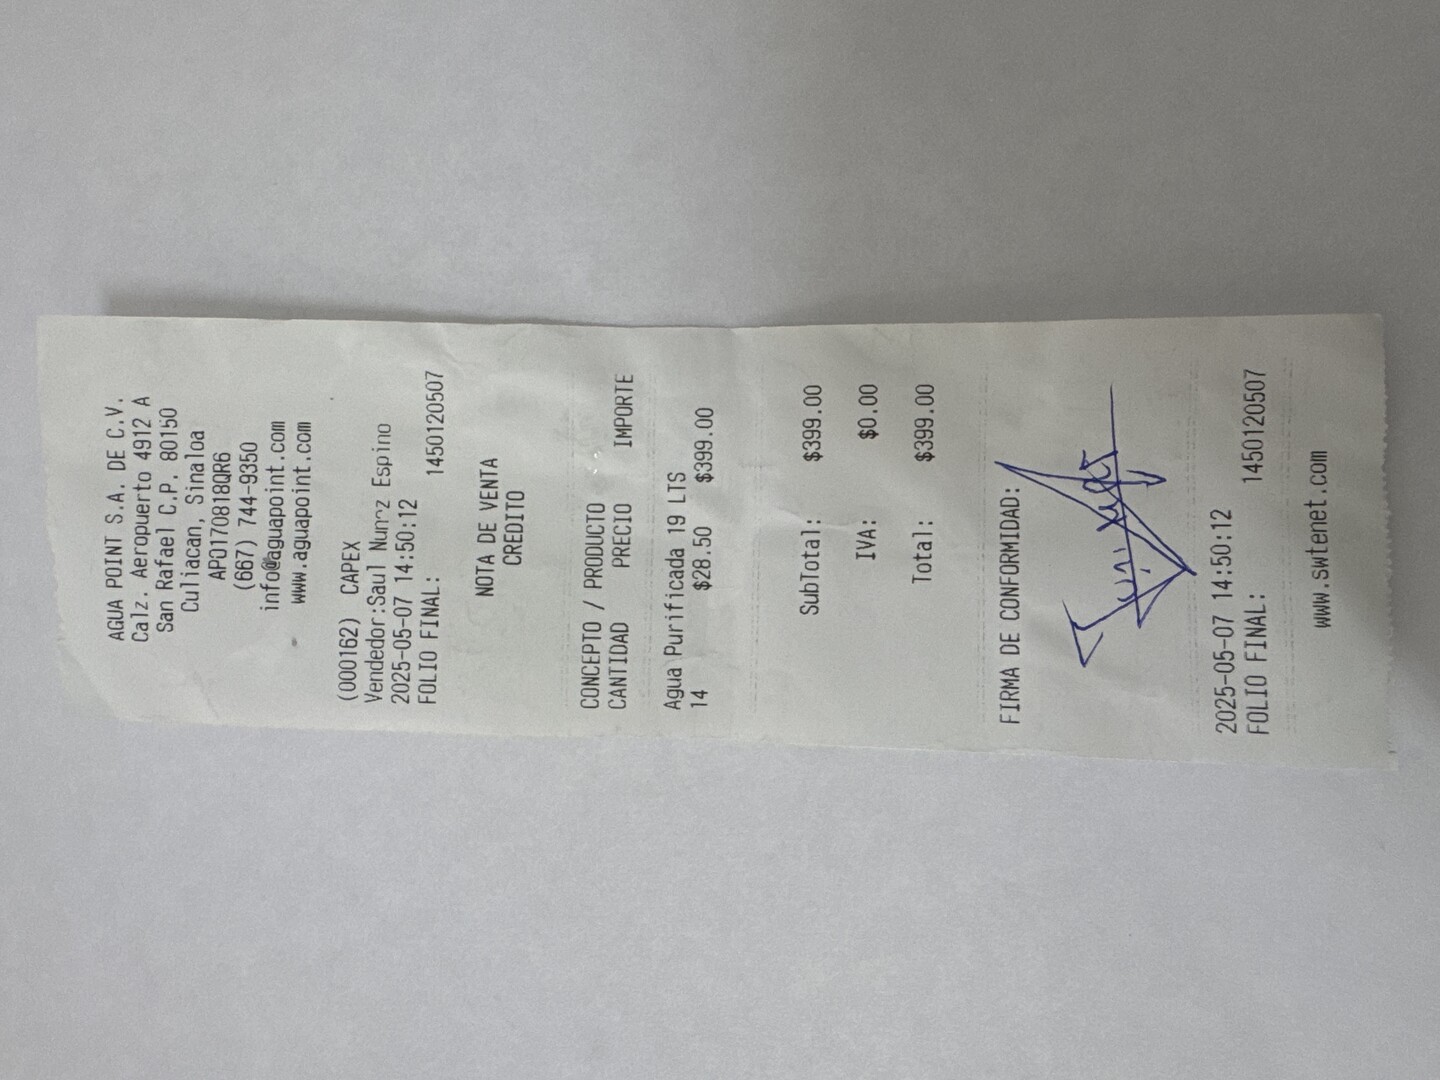 AGUA POINT S.A. DE C.V.
Calz. Aeropuerto 4912 A
San Rafael C.P. 80150
Culiacan, Sinaloa
APO170818QR6
(667) 744-9350
info@aguapoint.com
www.aguapoint.com
(000162) CAPEX
Vendedor:Saul Nunez Espino
2025-05-07 14:50:12
FOLIO FINAL: 1450120507
NOTA DE VENTA
CREDITO
CONCEPTO / PRODUCTO
CANTIDAD PRECIO IMPORTE
Agua Purificada 19 LTS
14 $28.50 $399.00
SubTotal: $399.00
IVA: $0.00
Total: $399.00
FIRMA DE CONFORMIDAD:
2025-05-07 14:50:12
FOLIO FINAL: 1450120507
www.swtenet.com